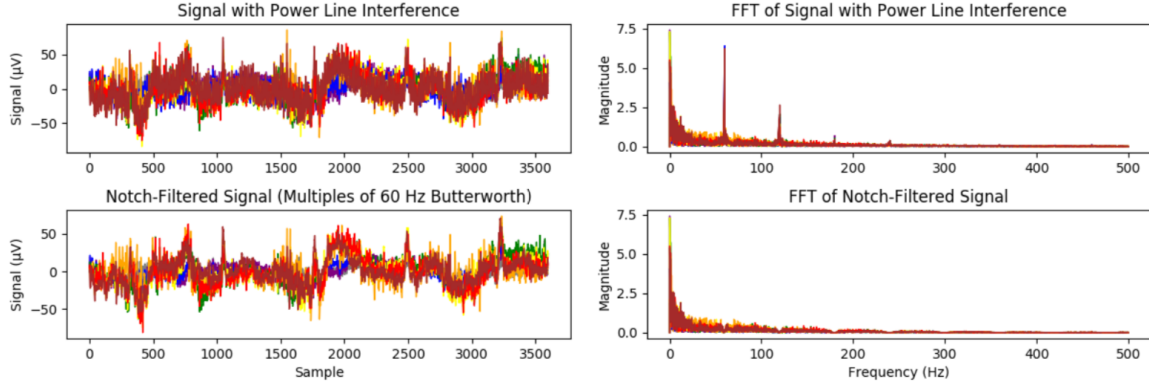 Signal with Power Line Interference
Signal (µV)
50
0
−50
0 500 1000 1500 2000 2500 3000 3500
FFT of Signal with Power Line Interference
Magnitude
7.5
5.0
2.5
0.0
0 100 200 300 400 500
Notch-Filtered Signal (Multiples of 60 Hz Butterworth)
Signal (µV)
50
0
−50
0 500 1000 1500 2000 2500 3000 3500
Sample
FFT of Notch-Filtered Signal
Magnitude
7.5
5.0
2.5
0.0
0 100 200 300 400 500
Frequency (Hz)